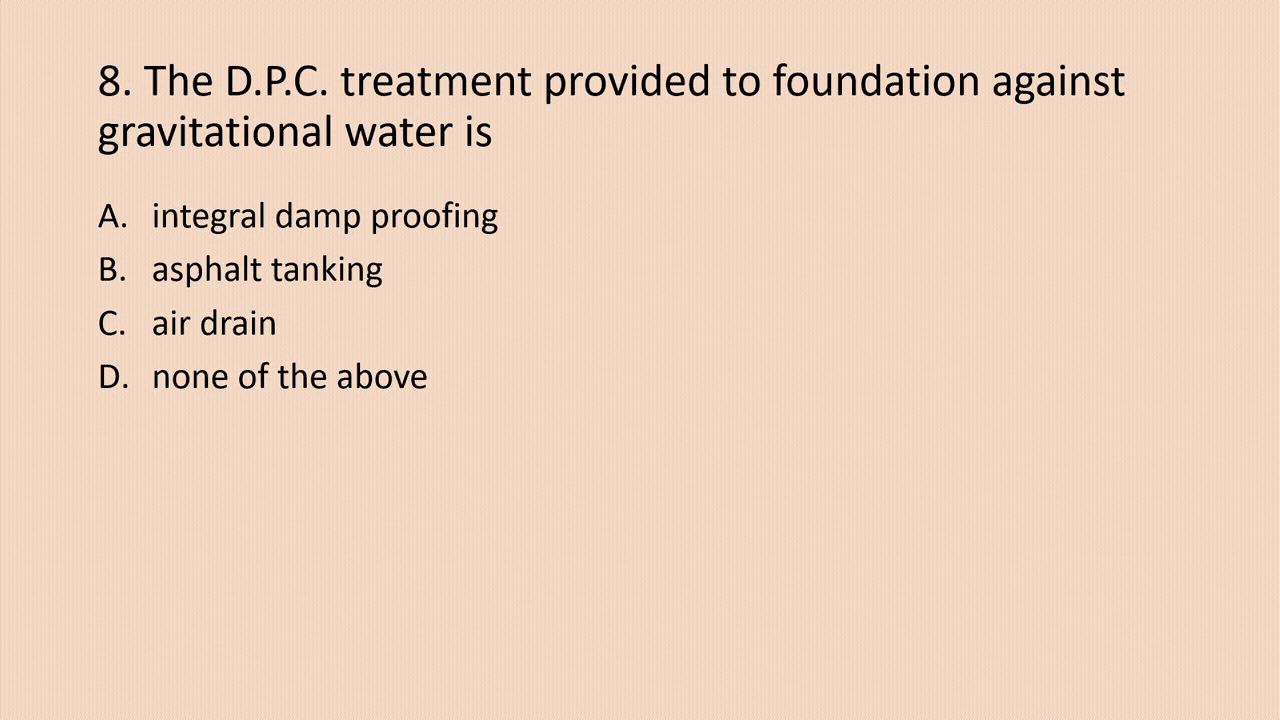 8. The D.P.C. treatment provided to foundation against
gravitational water is
A. integral damp proofing
B. asphalt tanking
C. air drain
D. none of the above